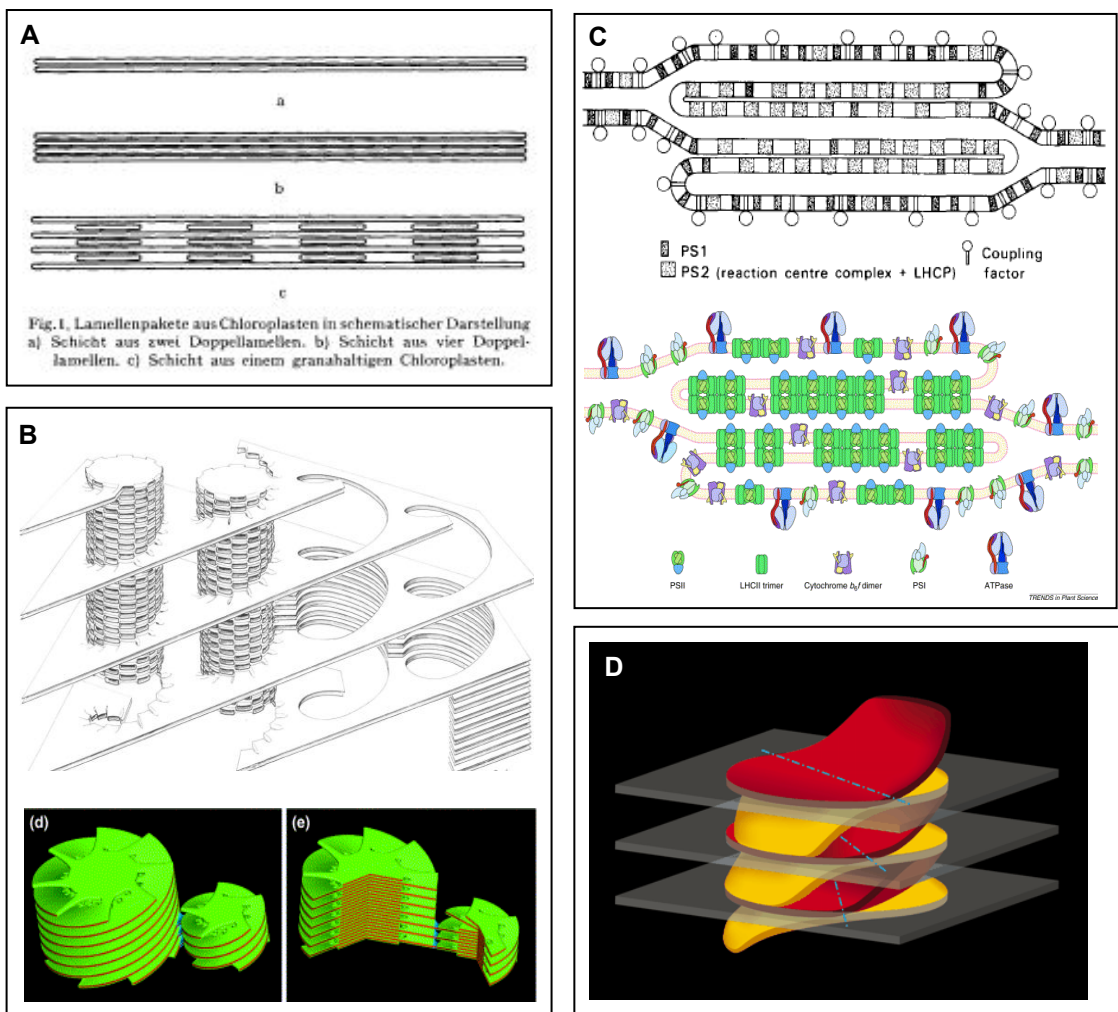 A
a
b
c
Fig.1, Lamellenpakete aus Chloroplasten in schematischer Darstellung
a) Schicht aus zwei Doppellamellen. b) Schicht aus vier Doppel-
lamellen. c) Schicht aus einem granahaltigen Chloroplasten.
B
(d)
(e)
C
PS1
PS2 (reaction centre complex + LHCP)
Coupling
factor
PSII
LHCII trimer
Cytochrome b6f dimer
PSI
ATPase
TRENDS in Plant Science
D